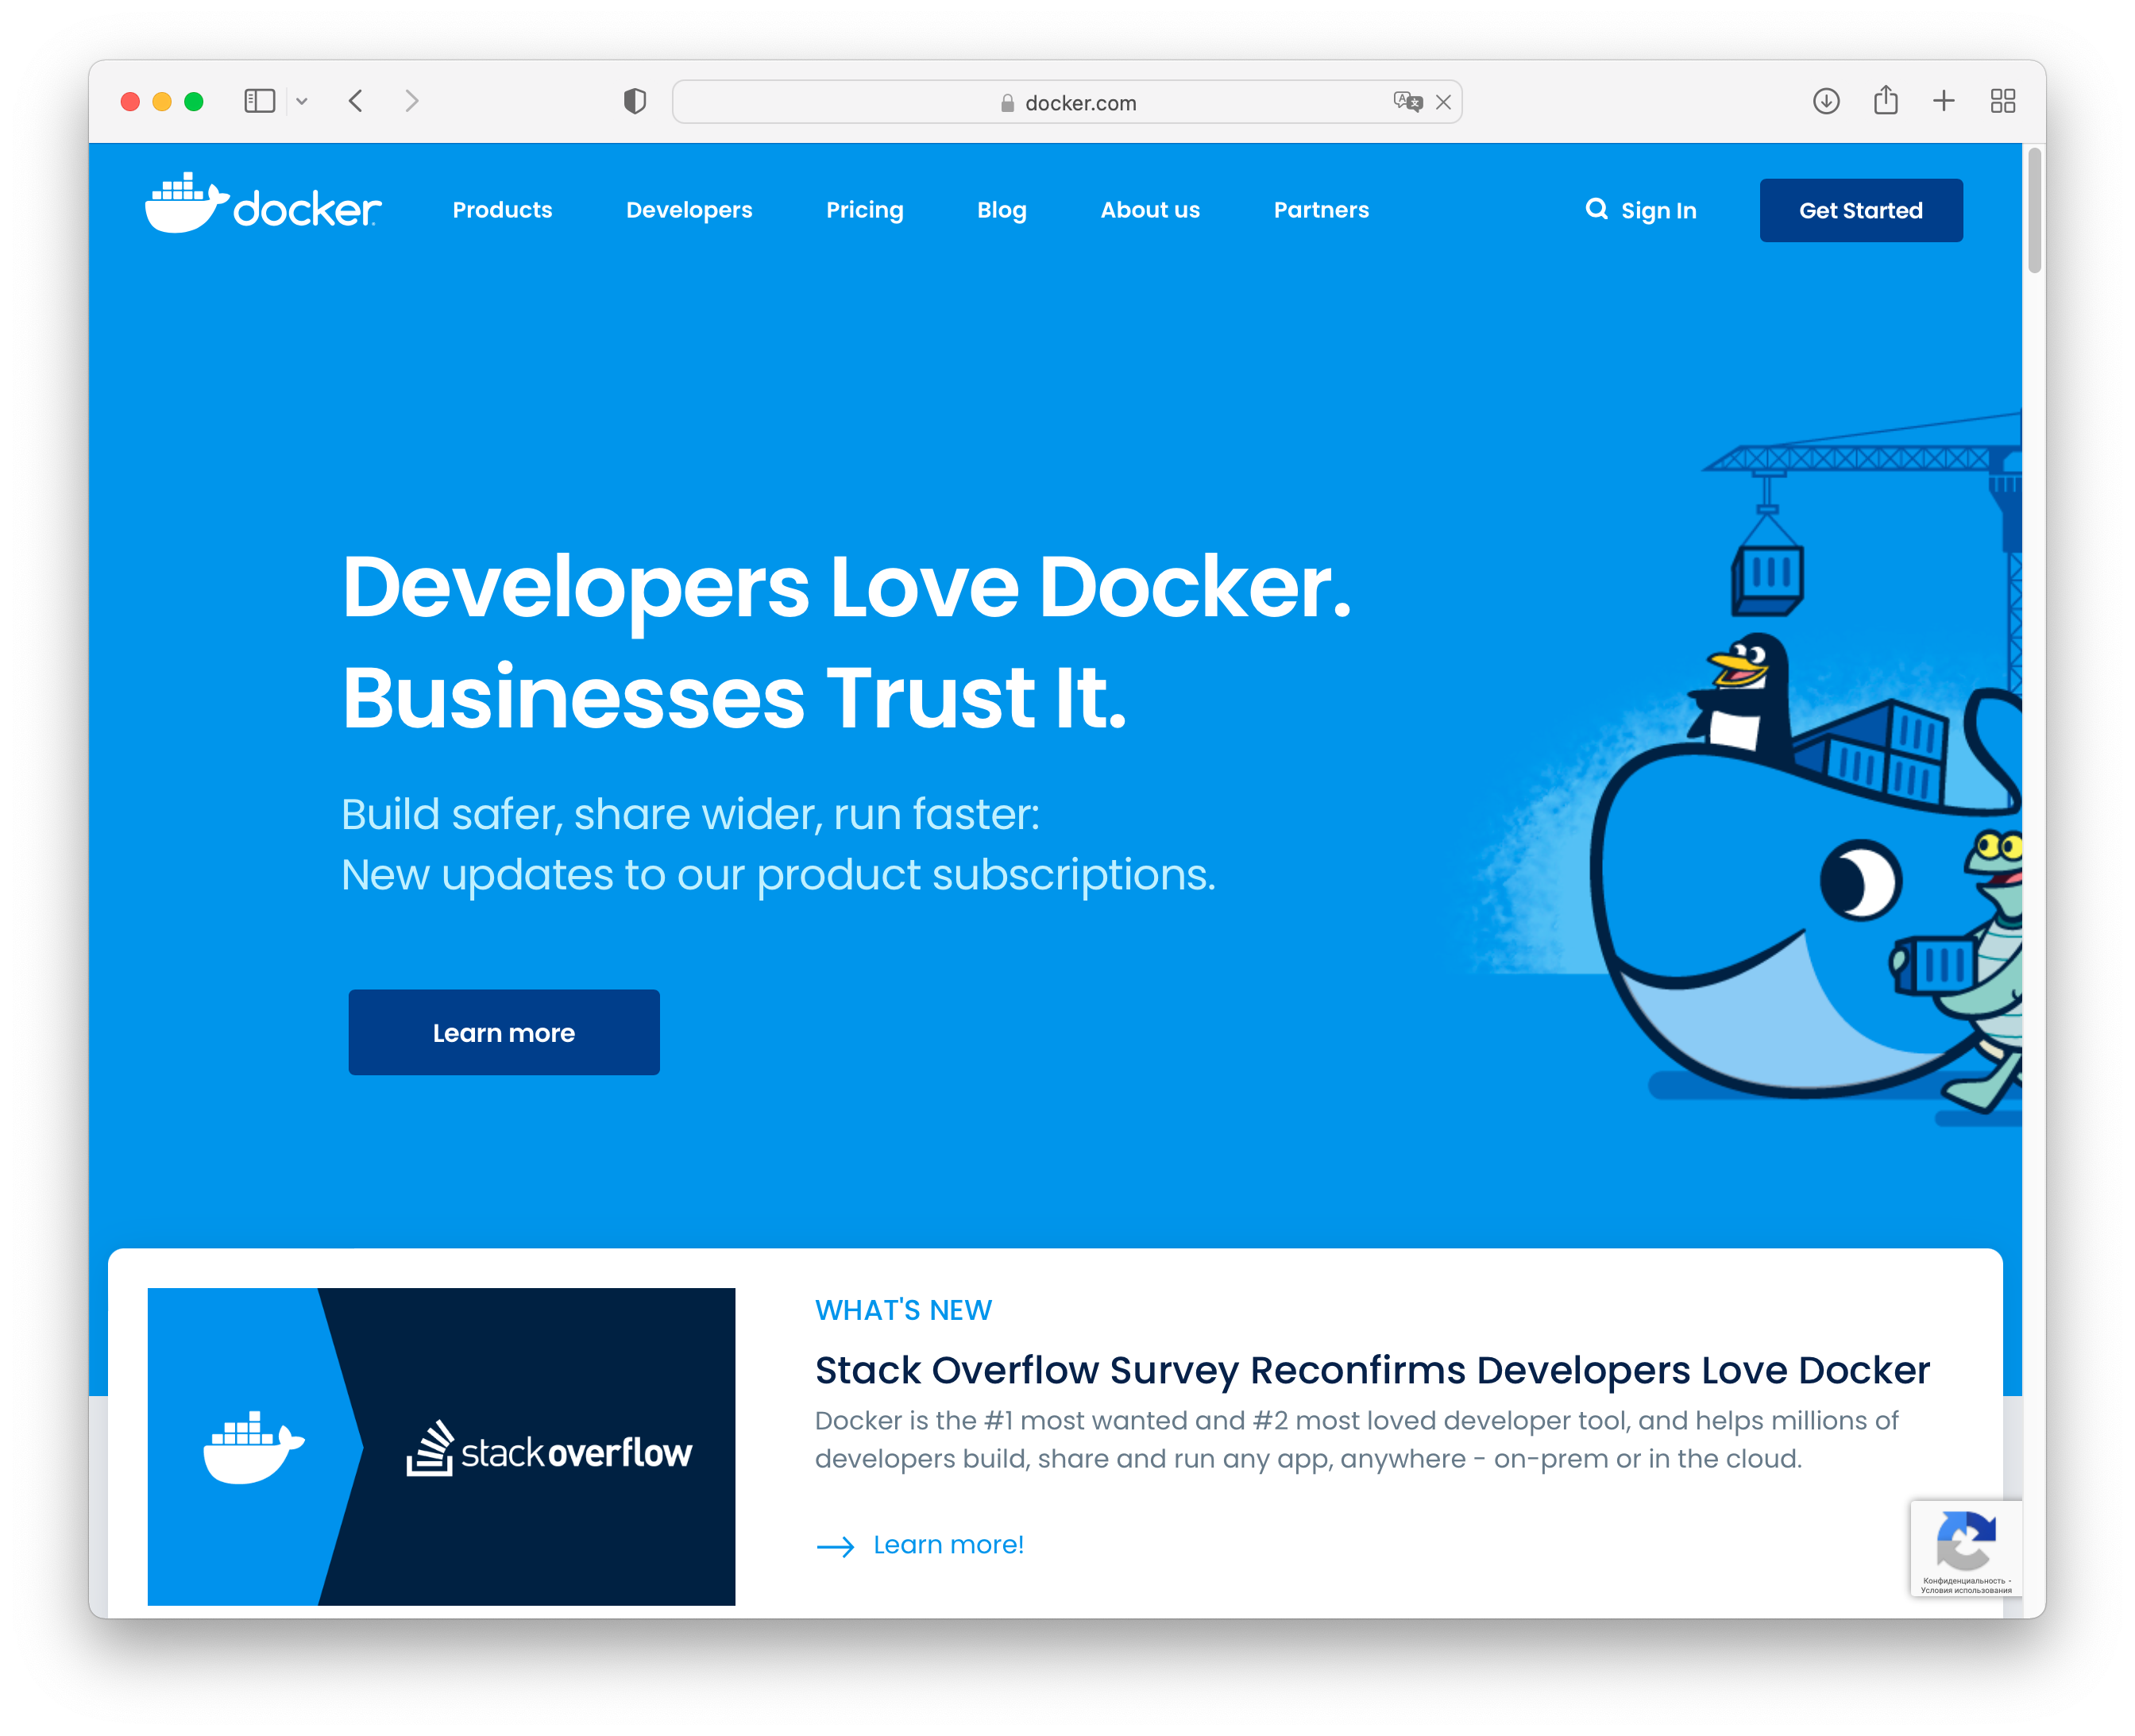 docker.com
docker
Products
Developers
Pricing
Blog
About us
Partners
Sign In
Get Started
Developers Love Docker.
Businesses Trust It.
Build safer, share wider, run faster:
New updates to our product subscriptions.
Learn more
stackoverflow
WHAT'S NEW
Stack Overflow Survey Reconfirms Developers Love Docker
Docker is the #1 most wanted and #2 most loved developer tool, and helps millions of
developers build, share and run any app, anywhere - on-prem or in the cloud.
Learn more!
Конфиденциальность -
Условия использования